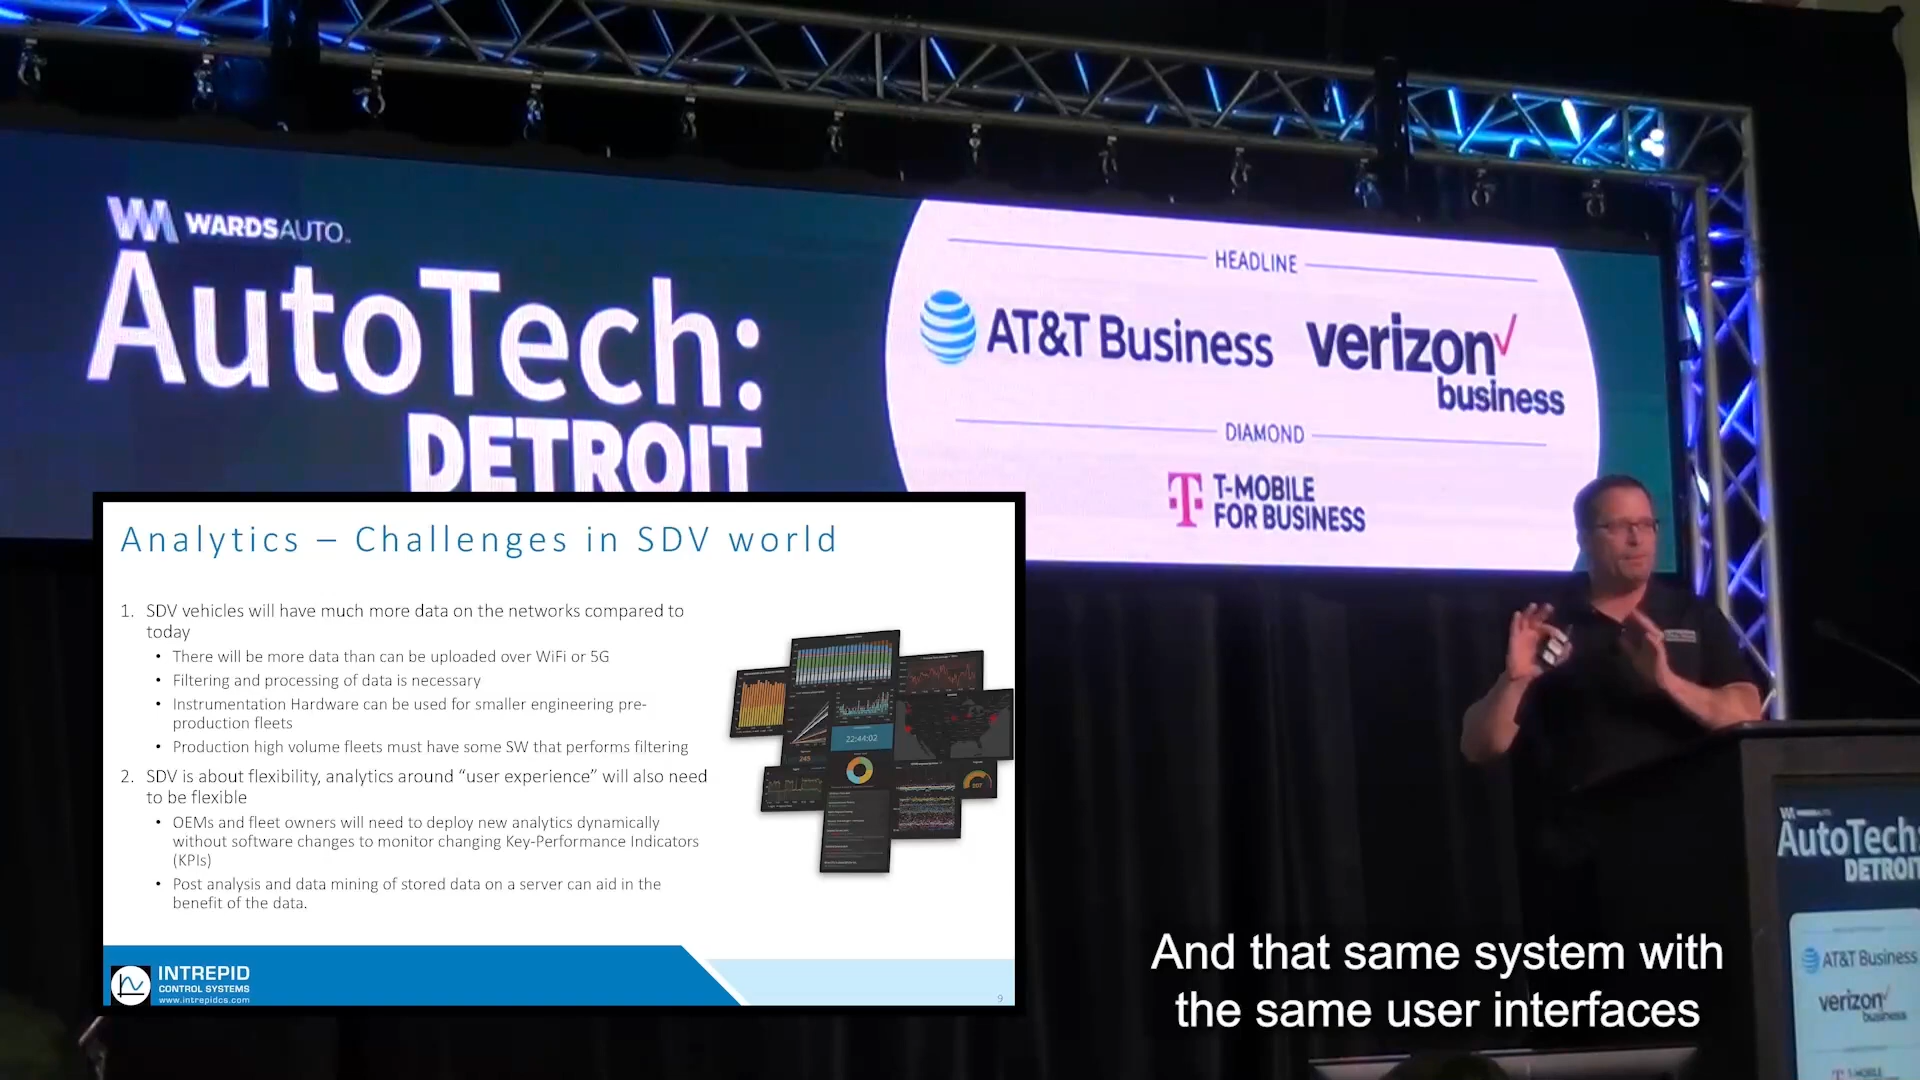 WARDSAUTO
AutoTech:
DETROIT
HEADLINE
AT&T Business
verizon
business
DIAMOND
T-MOBILE
FOR BUSINESS
Analytics – Challenges in SDV world
1. SDV vehicles will have much more data on the networks compared to
today
• There will be more data than can be uploaded over WiFi or 5G
• Filtering and processing of data is necessary
• Instrumentation Hardware can be used for smaller engineering pre-
production fleets
• Production high volume fleets must have some SW that performs filtering
2. SDV is about flexibility, analytics around “user experience” will also need
to be flexible
• OEMs and fleet owners will need to deploy new analytics dynamically
without software changes to monitor changing Key-Performance Indicators
(KPIs)
• Post analysis and data mining of stored data on a server can aid in the
benefit of the data.
22:44:02
245
207
INTREPID
CONTROL SYSTEMS
www.intrepidcs.com
9
AutoTech:
DETROIT
AT&T Business
verizon
business
And that same system with
the same user interfaces